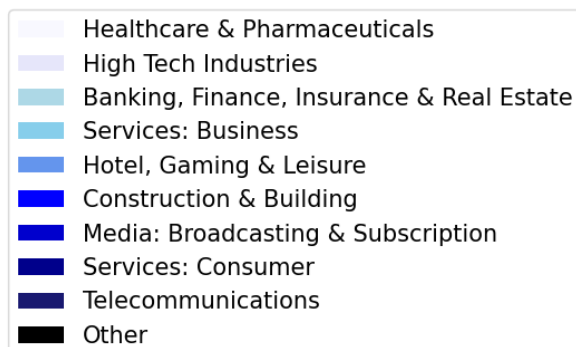 Healthcare & Pharmaceuticals
High Tech Industries
Banking, Finance, Insurance & Real Estate
Services: Business
Hotel, Gaming & Leisure
Construction & Building
Media: Broadcasting & Subscription
Services: Consumer
Telecommunications
Other